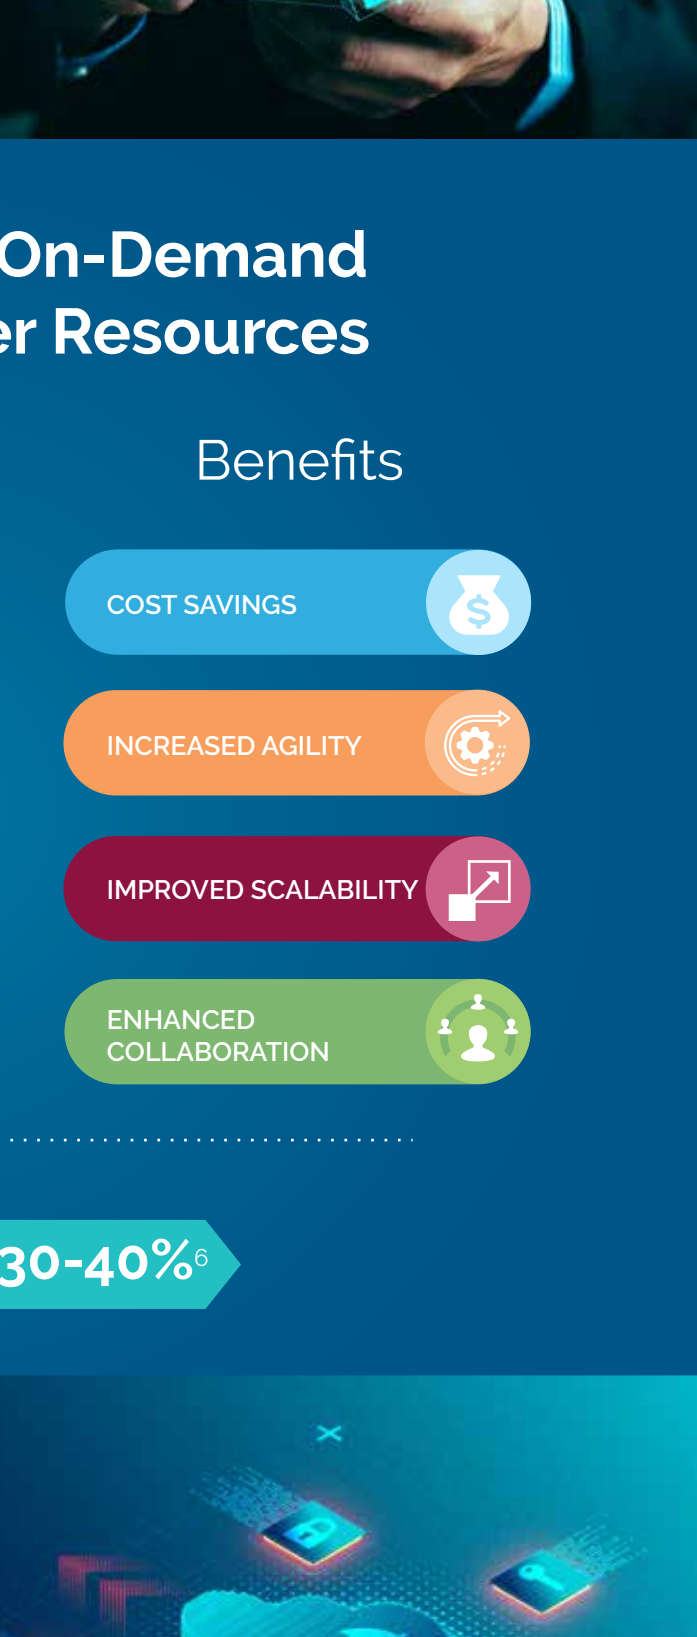 On-Demand
er Resources
Benefits
COST SAVINGS
INCREASED AGILITY
IMPROVED SCALABILITY
ENHANCED
COLLABORATION
30-40%6